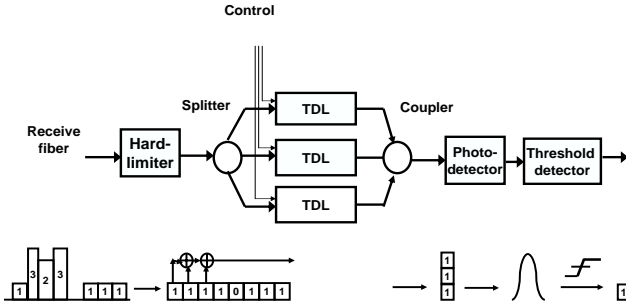 Control
Splitter
TDL
Coupler
Receive
fiber
Hard-
limiter
TDL
Photo-
detector
Threshold
detector
TDL
1 3 2 3 1 1 1
1 1 1 1 0 1 1 1
1
1
1
1